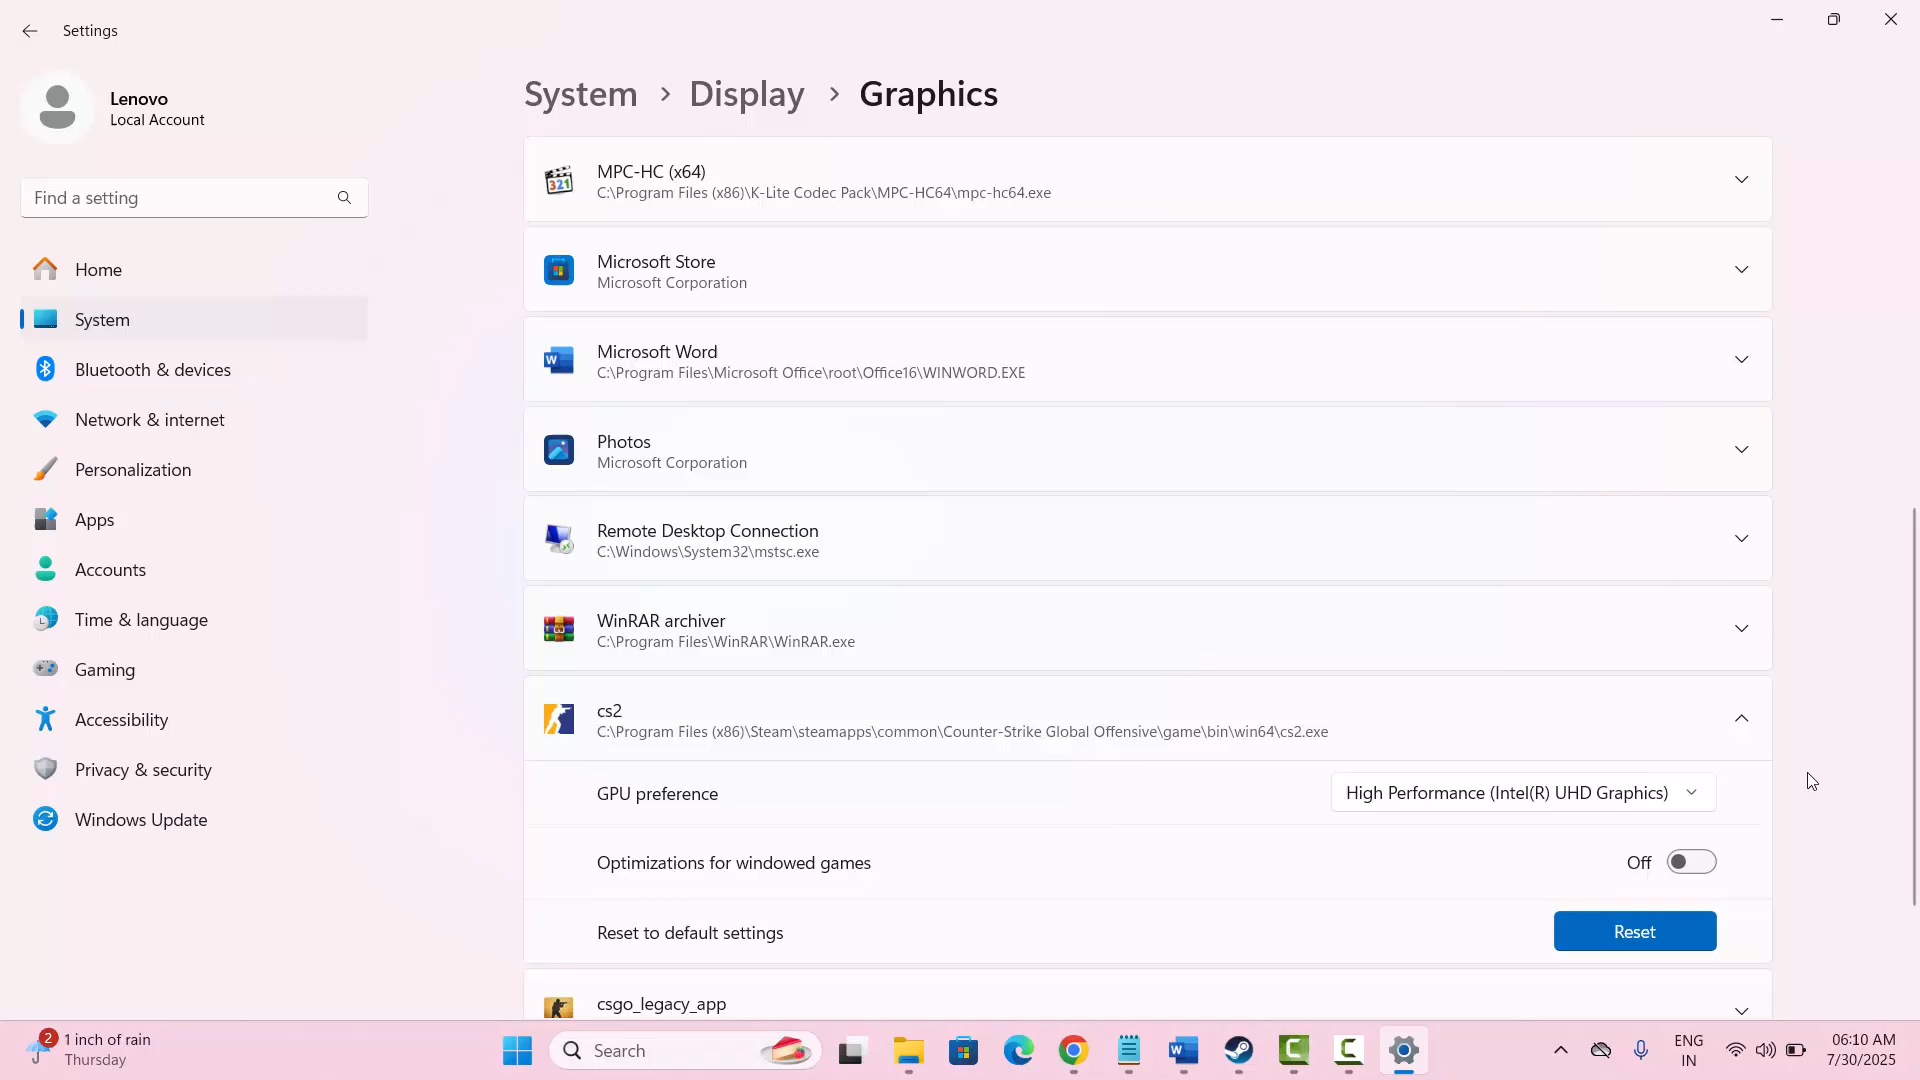 Settings
Lenovo
Local Account
Find a setting
Home
System
Bluetooth & devices
Network & internet
Personalization
Apps
Accounts
Time & language
Gaming
Accessibility
Privacy & security
Windows Update
System > Display > Graphics
MPC-HC (x64)
C:\Program Files (x86)\K-Lite Codec Pack\MPC-HC64\mpc-hc64.exe
Microsoft Store
Microsoft Corporation
Microsoft Word
C:\Program Files\Microsoft Office\root\Office16\WINWORD.EXE
Photos
Microsoft Corporation
Remote Desktop Connection
C:\Windows\System32\mstsc.exe
WinRAR archiver
C:\Program Files\WinRAR\WinRAR.exe
cs2
C:\Program Files (x86)\Steam\steamapps\common\Counter-Strike Global Offensive\game\bin\win64\cs2.exe
GPU preference
High Performance (Intel(R) UHD Graphics)
Optimizations for windowed games
Off
Reset to default settings
Reset
csgo_legacy_app
2
1 inch of rain
Thursday
Search
ENG
IN
06:10 AM
7/30/2025